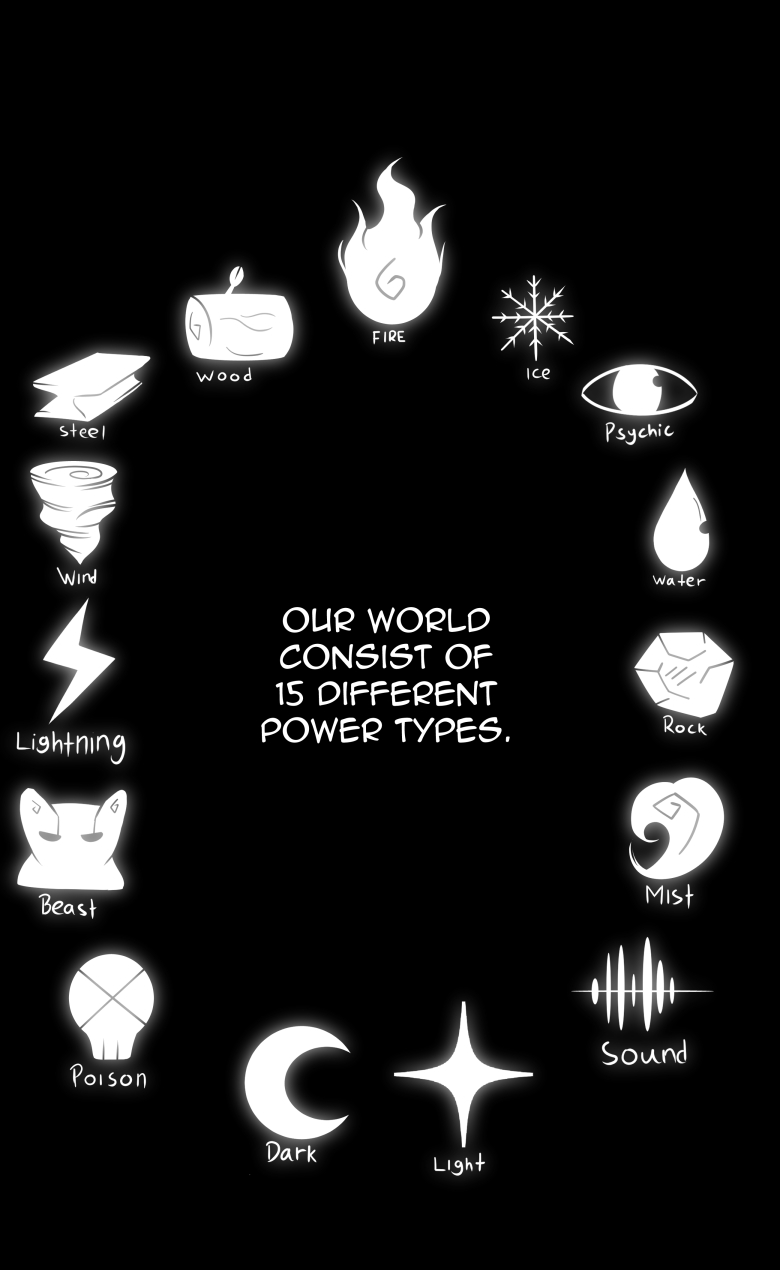 FIRE
Wood
Ice
Steel
Psychic
Wind
Water
OUR WORLD
CONSIST OF
15 DIFFERENT
POWER TYPES.
Lightning
Rock
Beast
Mist
Poison
Sound
Dark
Light